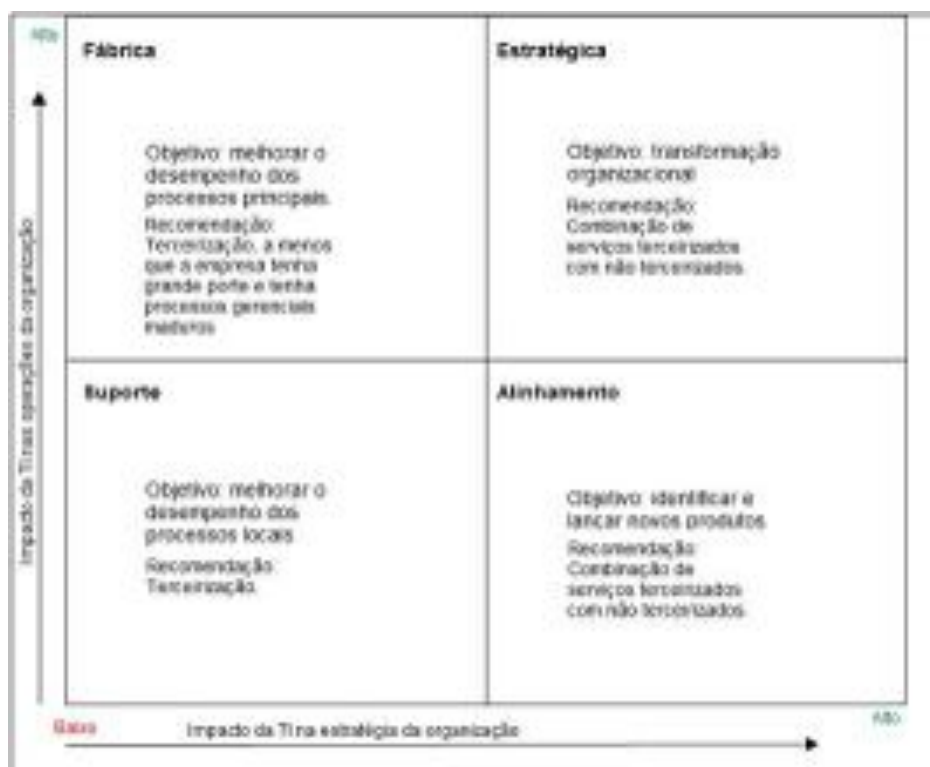 Alto
Fábrica
Objetivo: melhorar o
desempenho dos
processos principais.
Recomendação:
Terceirização, a menos
que a empresa tenha
grande porte e tenha
processos gerenciais
maduros
Estratégica
Objetivo: transformação
organizacional
Recomendação:
Combinação de
serviços terceirizados
com não terceirizados
Impacto da TI nas operações da organização
Suporte
Objetivo: melhorar o
desempenho dos
processos locais
Recomendação:
Terceirização.
Alinhamento
Objetivo: identificar e
lançar novos produtos
Recomendação:
Combinação de
serviços terceirizados
com não terceirizados
Baixo
Impacto da TI na estratégia da organização
Alto